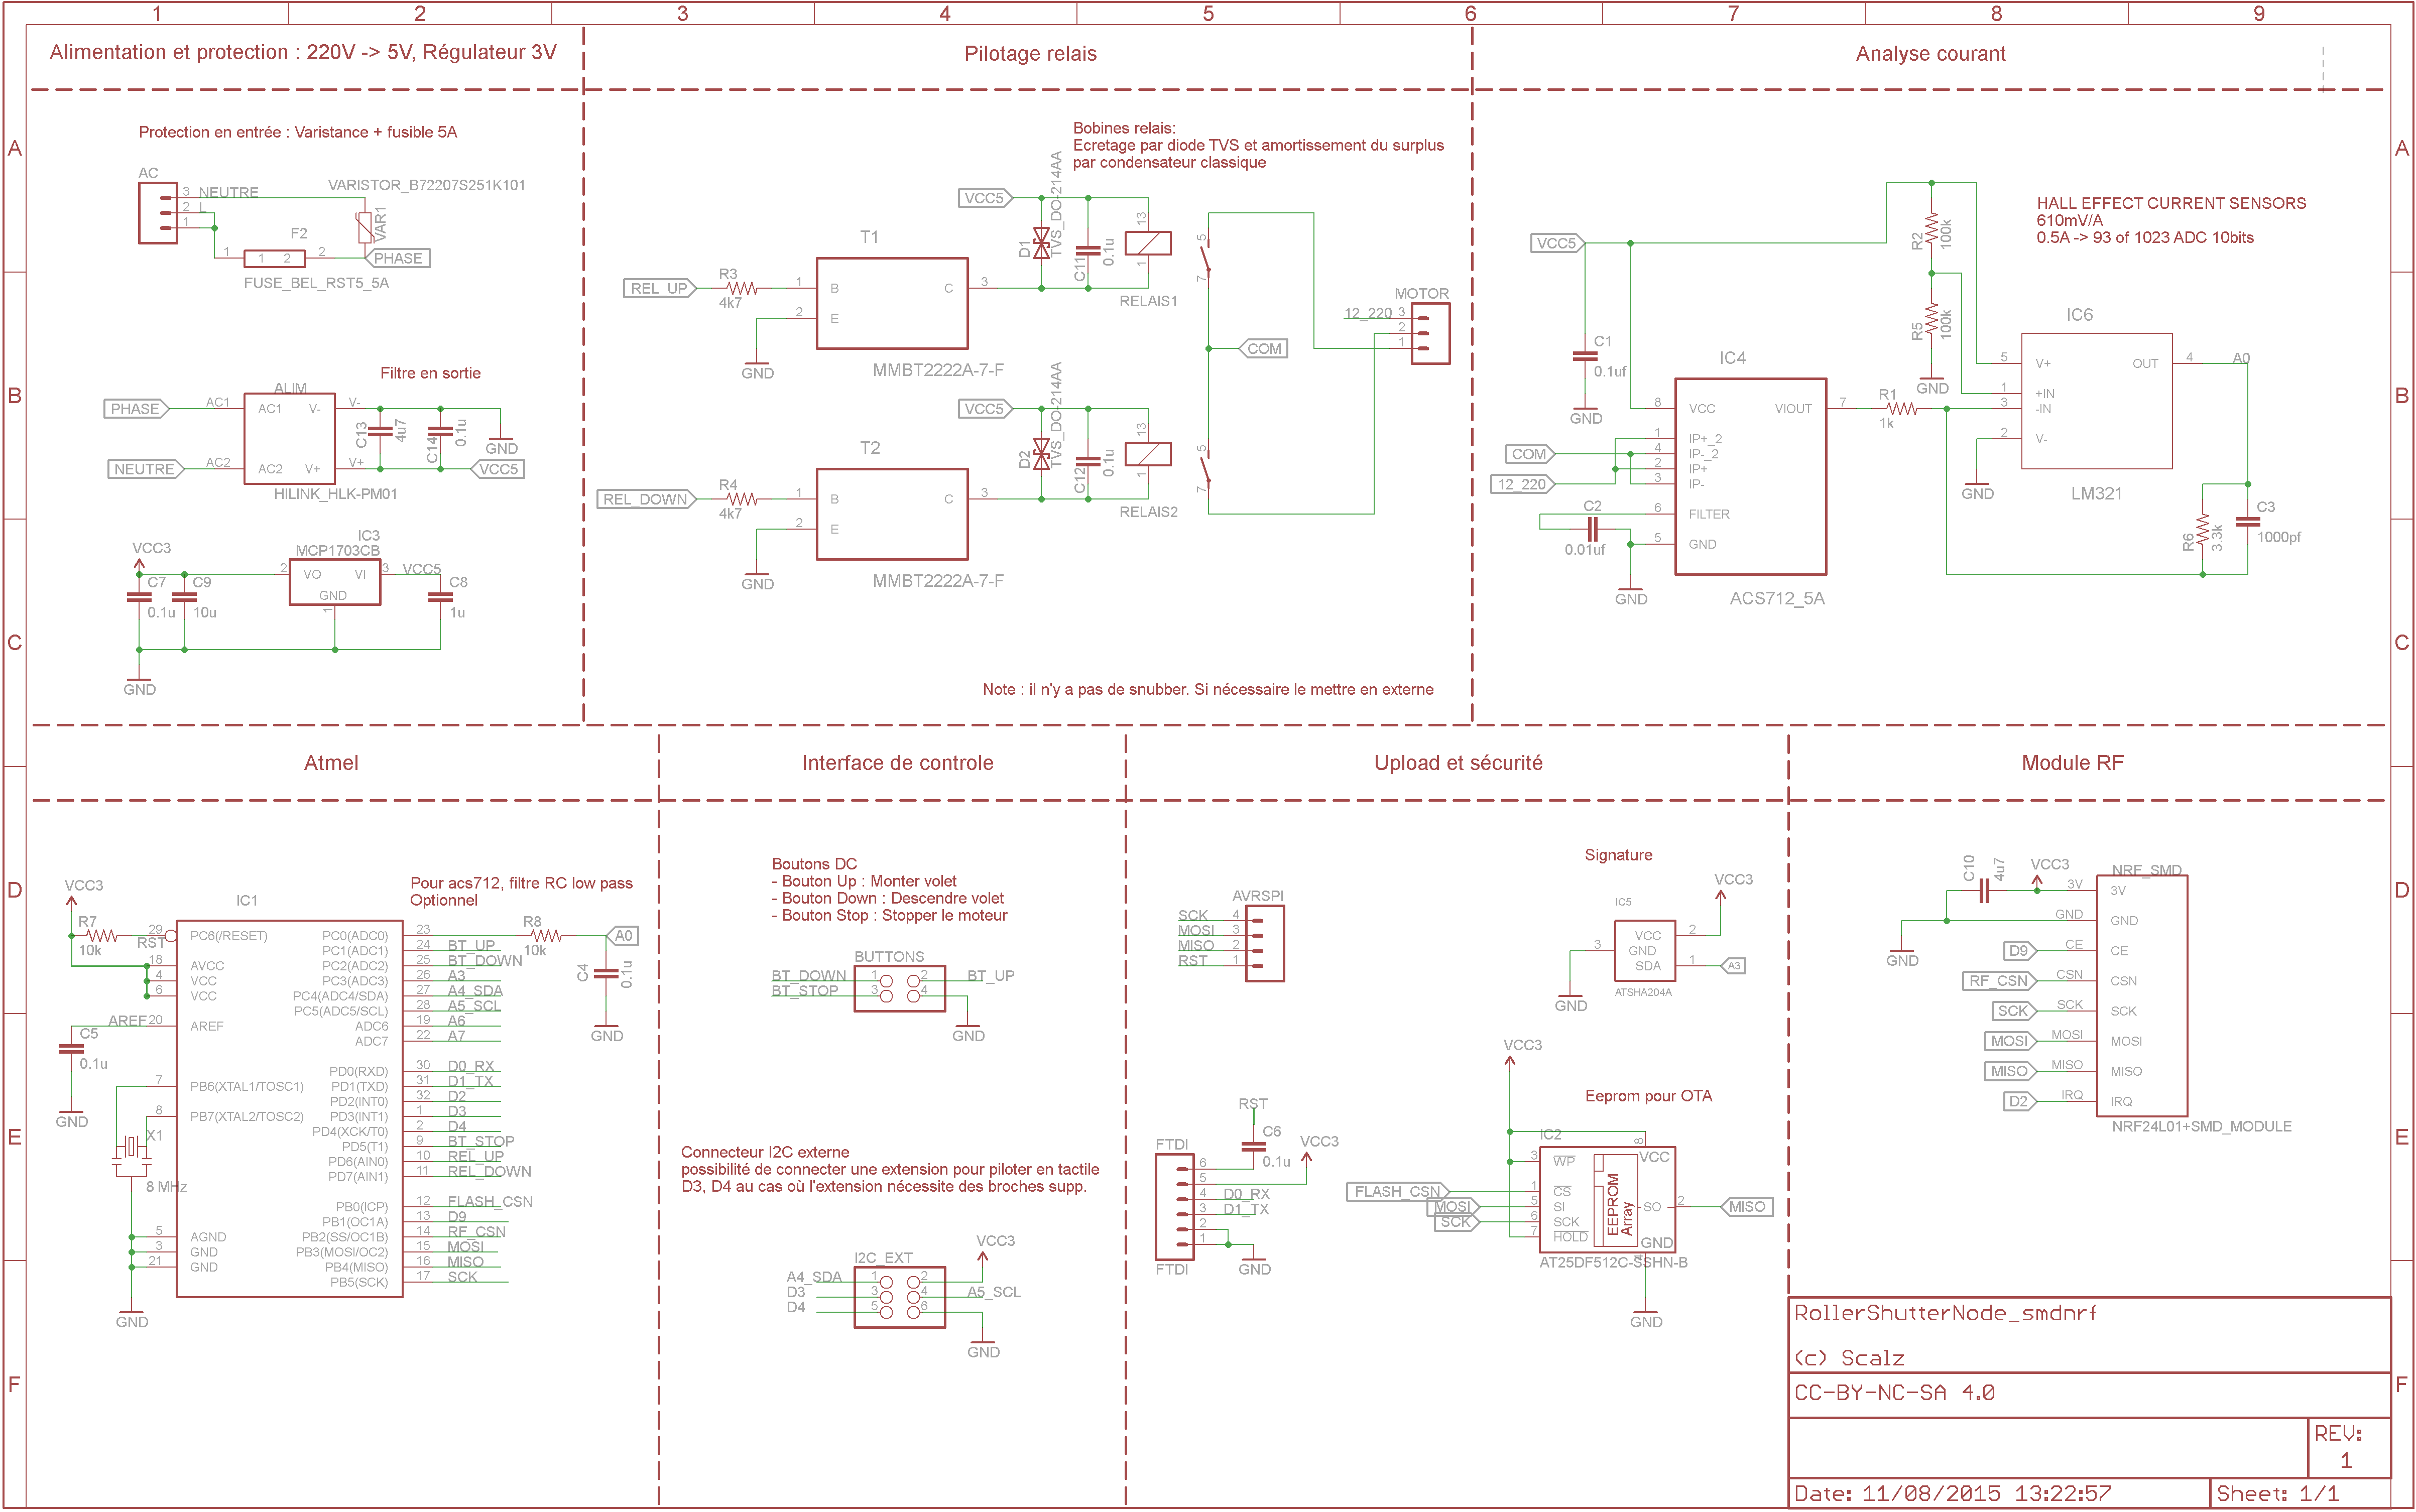 1 2 3 4 5 6 7 8 9
A
B
C
D
E
F
A
B
C
D
E
F
Alimentation et protection : 220V -> 5V, Régulateur 3V
Protection en entrée : Varistance + fusible 5A
AC
3 NEUTRE
2 L
1
VARISTOR_B72207S251K101
VAR1
F2
1 1 2 2
PHASE
FUSE_BEL_RST5_5A
Filtre en sortie
ALIM
PHASE AC1 AC1 V- V-
NEUTRE AC2 AC2 V+ V+
C13 4u7
C14 0.1u
GND
VCC5
HILINK_HLK-PM01
IC3
MCP1703CB
VCC3
2 VO VI 3 VCC5
GND
1
C7 0.1u
C9 10u
C8 1u
GND
Pilotage relais
Bobines relais:
Ecretage par diode TVS et amortissement du surplus
par condensateur classique
T1
REL_UP
R3
4k7
1 B C 3
2 E
GND
MMBT2222A-7-F
VCC5
D1
TVS_DO-214AA
C11 0.1u
13
1
RELAIS1
5
7
T2
REL_DOWN
R4
4k7
1 B C 3
2 E
GND
MMBT2222A-7-F
VCC5
D2
TVS_DO-214AA
C12 0.1u
13
1
RELAIS2
5
7
COM
MOTOR
12_220 3
2
1
Note : il n'y a pas de snubber. Si nécessaire le mettre en externe
Analyse courant
HALL EFFECT CURRENT SENSORS
610mV/A
0.5A -> 93 of 1023 ADC 10bits
VCC5
C1
0.1uf
GND
R2 100k
R5 100k
GND
IC4
8 VCC VIOUT 7
1 IP+_2
4 IP-_2
2 IP+
3 IP-
6 FILTER
5 GND
COM
12_220
C2
0.01uf
GND
ACS712_5A
R1
1k
IC6
5 V+ OUT 4 A0
1 +IN
3 -IN
2 V-
GND
LM321
R6 3.3k
C3
1000pf
Atmel
Pour acs712, filtre RC low pass
Optionnel
VCC3
IC1
R7
10k
RST 29 PC6(/RESET)
18 AVCC
4 VCC
6 VCC
AREF 20 AREF
C5
0.1u
GND
7 PB6(XTAL1/TOSC1)
8 PB7(XTAL2/TOSC2)
X1
8 MHz
5 AGND
3 GND
21 GND
GND
PC0(ADC0) 23
PC1(ADC1) 24 BT_UP
PC2(ADC2) 25 BT_DOWN
PC3(ADC3) 26 A3
PC4(ADC4/SDA) 27 A4_SDA
PC5(ADC5/SCL) 28 A5_SCL
ADC6 19 A6
ADC7 22 A7
PD0(RXD) 30 D0_RX
PD1(TXD) 31 D1_TX
PD2(INT0) 32 D2
PD3(INT1) 1 D3
PD4(XCK/T0) 2 D4
PD5(T1) 9 BT_STOP
PD6(AIN0) 10 REL_UP
PD7(AIN1) 11 REL_DOWN
PB0(ICP) 12 FLASH_CSN
PB1(OC1A) 13 D9
PB2(SS/OC1B) 14 RF_CSN
PB3(MOSI/OC2) 15 MOSI
PB4(MISO) 16 MISO
PB5(SCK) 17 SCK
R8
10k
A0
C4 0.1u
GND
Interface de controle
Boutons DC
- Bouton Up : Monter volet
- Bouton Down : Descendre volet
- Bouton Stop : Stopper le moteur
BUTTONS
BT_DOWN 1 2 BT_UP
BT_STOP 3 4
GND
Connecteur I2C externe
possibilité de connecter une extension pour piloter en tactile
D3, D4 au cas où l'extension nécessite des broches supp.
VCC3
I2C_EXT
A4_SDA 1 2
D3 3 4 A5_SCL
D4 5 6
GND
Upload et sécurité
AVRSPI
SCK 4
MOSI 3
MISO 2
RST 1
Signature
VCC3
IC5
VCC 2
3 GND
SDA 1 A3
GND
ATSHA204A
RST
C6
0.1u
VCC3
FTDI
6
5
4 D0_RX
3 D1_TX
2
1
GND
FTDI
VCC3
Eeprom pour OTA
IC2
8
VCC
3 WP
FLASH_CSN 1 CS
MOSI 5 SI
SCK 6 SCK
7 HOLD
EEPROM
Array
SO 2 MISO
GND
4
AT25DF512C-SSHN-B
GND
Module RF
C10 4u7
VCC3
NRF_SMD
3V 3V
GND GND
GND
D9 CE CE
RF_CSN CSN CSN
SCK SCK SCK
MOSI MOSI MOSI
MISO MISO MISO
D2 IRQ IRQ
NRF24L01+SMD_MODULE
RollerShutterNode_smdnrf
(c) Scalz
CC-BY-NC-SA 4.0
REV:
1
Date: 11/08/2015 13:22:57
Sheet: 1/1